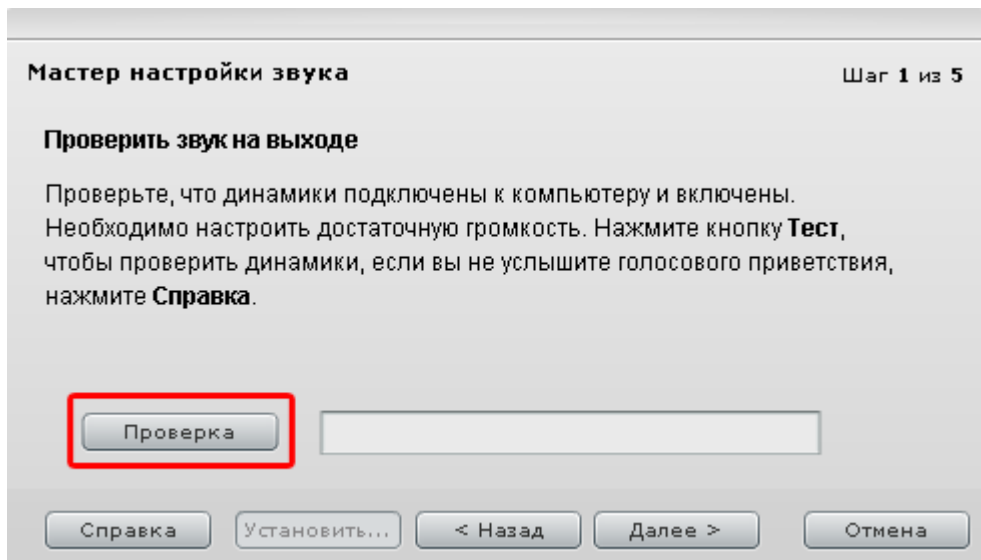 Мастер настройки звука
Шаг 1 из 5
Проверить звук на выходе
Проверьте, что динамики подключены к компьютеру и включены.
Необходимо настроить достаточную громкость. Нажмите кнопку Тест,
чтобы проверить динамики, если вы не услышите голосового приветствия,
нажмите Справка.
Проверка
Справка
Установить...
< Назад
Далее >
Отмена